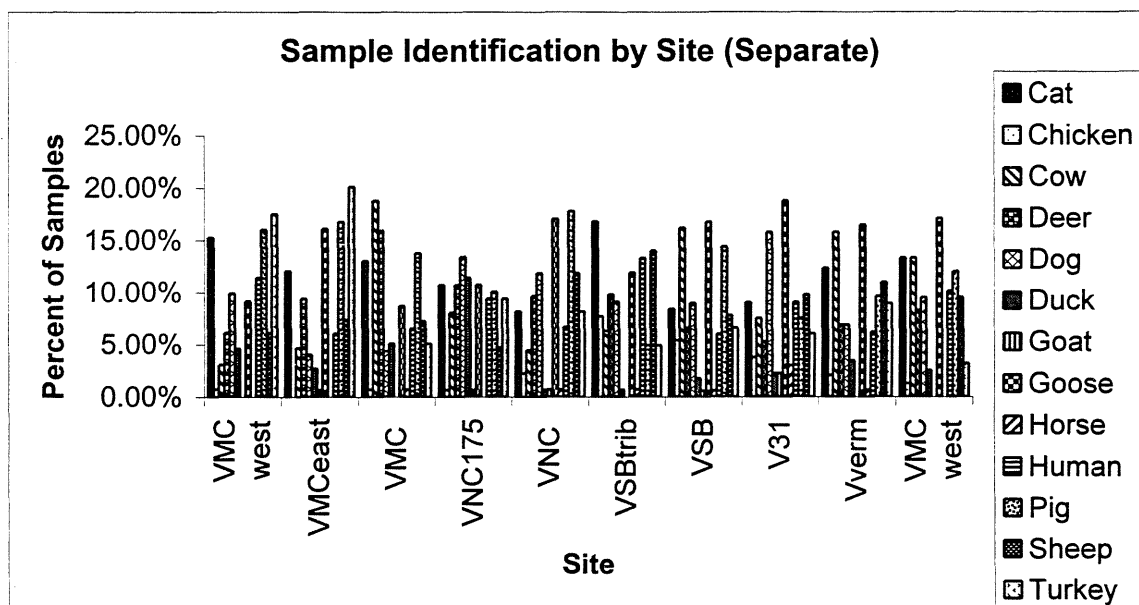 Sample Identification by Site (Separate)
Percent of Samples
25.00%
20.00%
15.00%
10.00%
5.00%
0.00%
VMC west
VMCeast
VMC
VNC175
VNC
VSBtrib
VSB
V31
Vverm
VMC west
Site
Cat
Chicken
Cow
Deer
Dog
Duck
Goat
Goose
Horse
Human
Pig
Sheep
Turkey